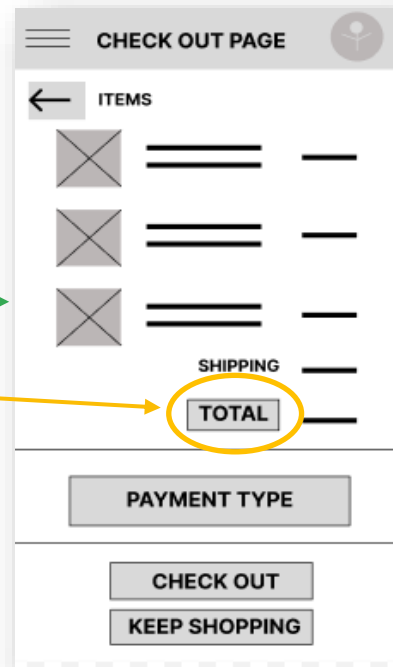 CHECK OUT PAGE
ITEMS
SHIPPING
TOTAL
PAYMENT TYPE
CHECK OUT
KEEP SHOPPING